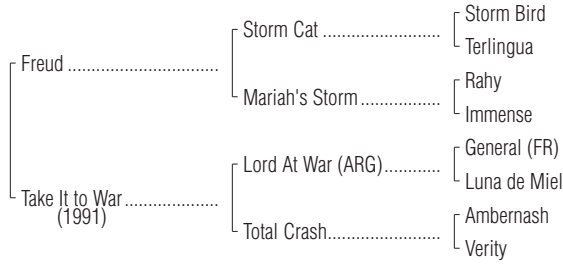 Storm Bird
Storm Cat ..........................
Terlingua
Freud ..................................
Rahy
Mariah's Storm ..................
Immense
General (FR)
Lord At War (ARG) ............
Luna de Miel
Take It to War ....................
(1991)
Ambernash
Total Crash ........................
Verity